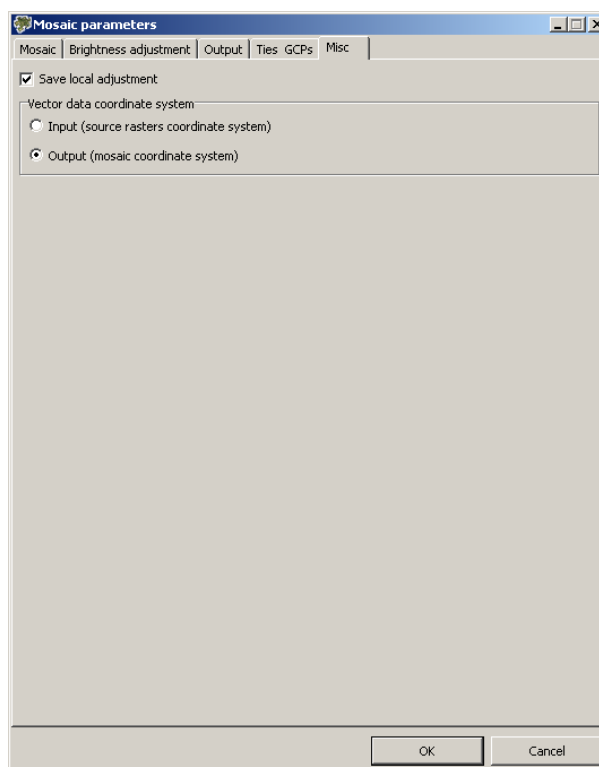 Mosaic parameters
Mosaic Brightness adjustment Output Ties GCPs Misc
Save local adjustment
Vector data coordinate system
Input (source rasters coordinate system)
Output (mosaic coordinate system)
OK Cancel